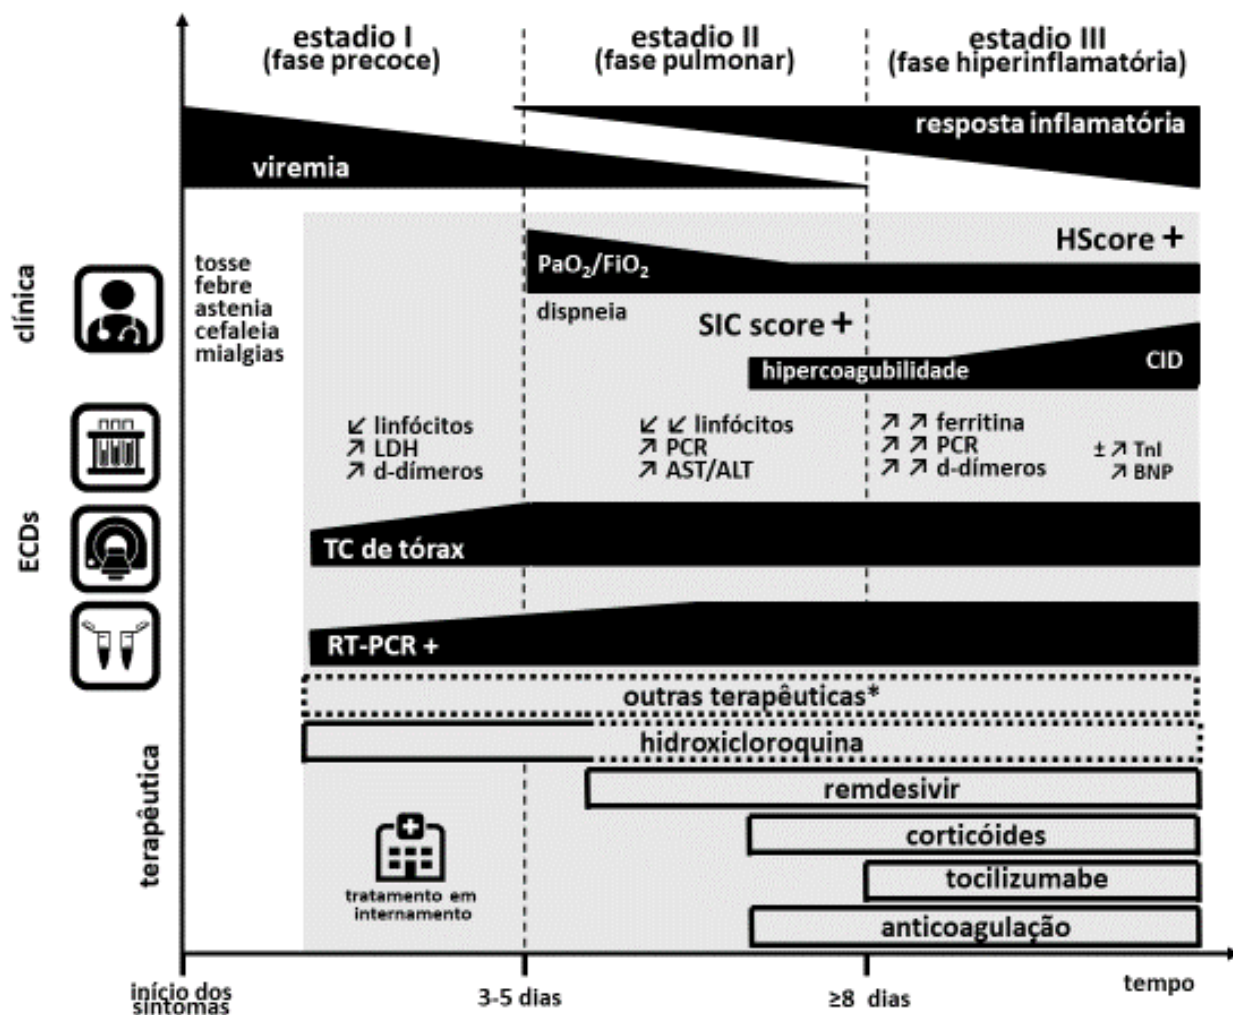 estadio I
(fase precoce)
estadio II
(fase pulmonar)
estadio III
(fase hiperinflamatória)
resposta inflamatória
viremia
HScore +
clínica
tosse
febre
astenia
cefaleia
mialgias
PaO₂/FiO₂
dispneia
SIC score +
hipercoagubilidade
CID
↙ linfócitos
↗ LDH
↗ d-dímeros
↙ ↙ linfócitos
↗ PCR
↗ AST/ALT
↗ ↗ ferritina
↗ ↗ PCR
↗ ↗ d-dímeros
± ↗ TnI
↗ BNP
ECDs
TC de tórax
RT-PCR +
terapêutica
outras terapêuticas*
hidroxicloroquina
remdesivir
corticóides
tocilizumabe
anticoagulação
tratamento em
internamento
início dos
sintomas
3-5 dias
≥8 dias
tempo